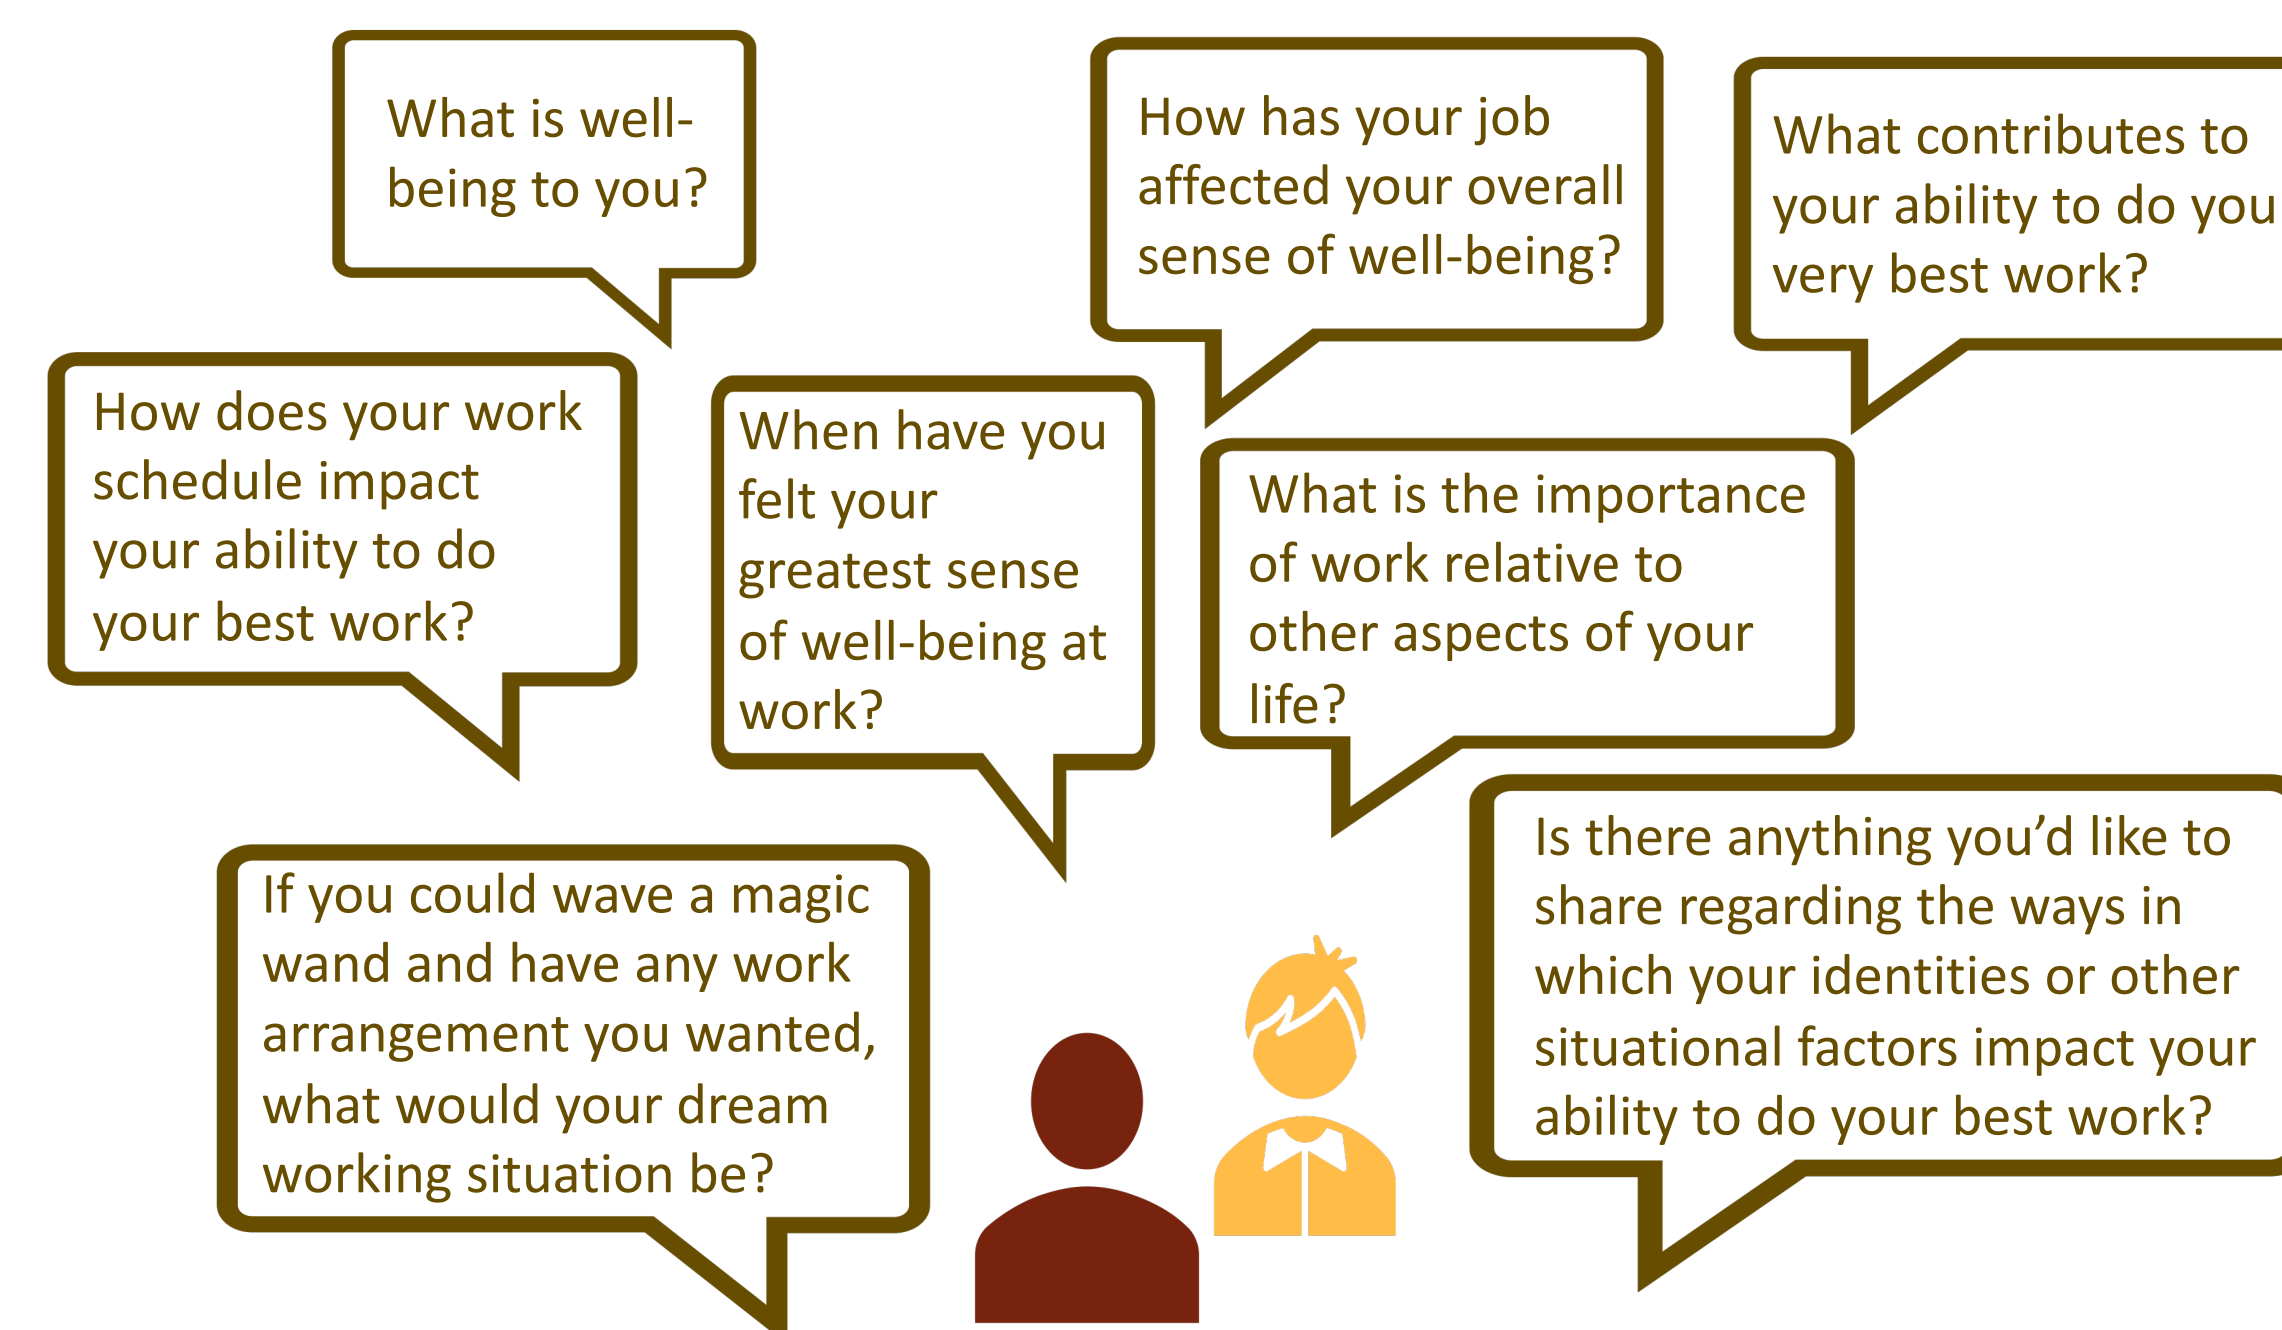 What is well-
being to you?
How has your job
affected your overall
sense of well-being?
What contributes to
your ability to do you
very best work?
How does your work
schedule impact
your ability to do
your best work?
When have you
felt your
greatest sense
of well-being at
work?
What is the importance
of work relative to
other aspects of your
life?
If you could wave a magic
wand and have any work
arrangement you wanted,
what would your dream
working situation be?
Is there anything you’d like to
share regarding the ways in
which your identities or other
situational factors impact your
ability to do your best work?